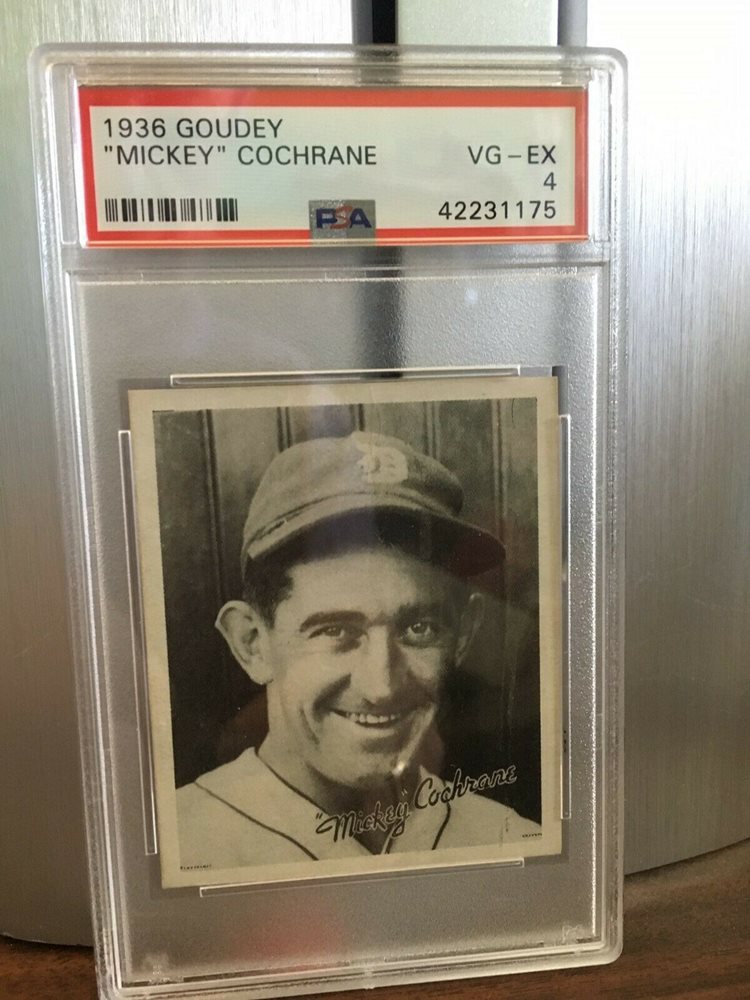 1936 GOUDEY
"MICKEY" COCHRANE VG-EX
4
PSA 42231175
D
"Mickey" Cochrane